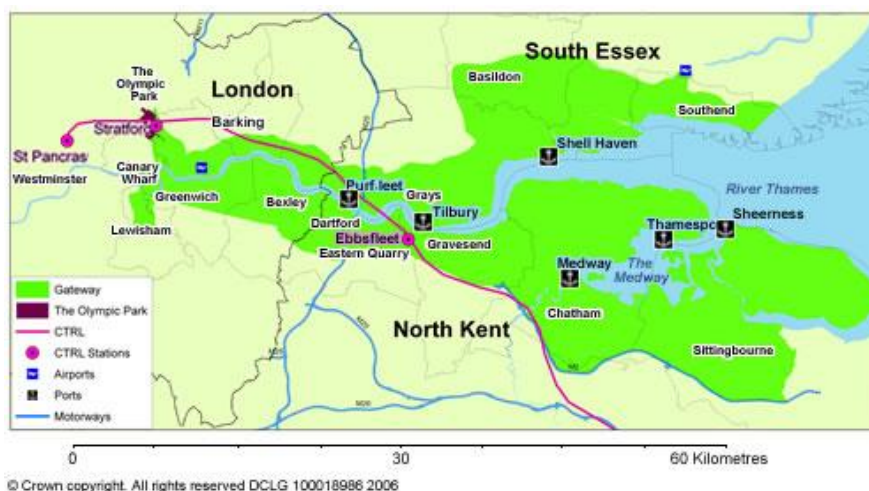 South Essex
Basildon
The
Olympic
Park
London
Southend
Stratford
Barking
Shell Haven
St Pancras
Canary
Wharf
Westminster
Greenwich
Bexley
Purfleet
Grays
River Thames
Tilbury
Dartford
Lewisham
Ebbsfleet
Gravesend
Eastern Quarry
Thamespo
Sheerness
Medway
The
Medway
Chatham
North Kent
Sittingbourne
M2
M20
Gateway
The Olympic Park
CTRL
CTRL Stations
Airports
Ports
Motorways
0
30
60 Kilometres
© Crown copyright. All rights reserved DCLG 100018986 2006